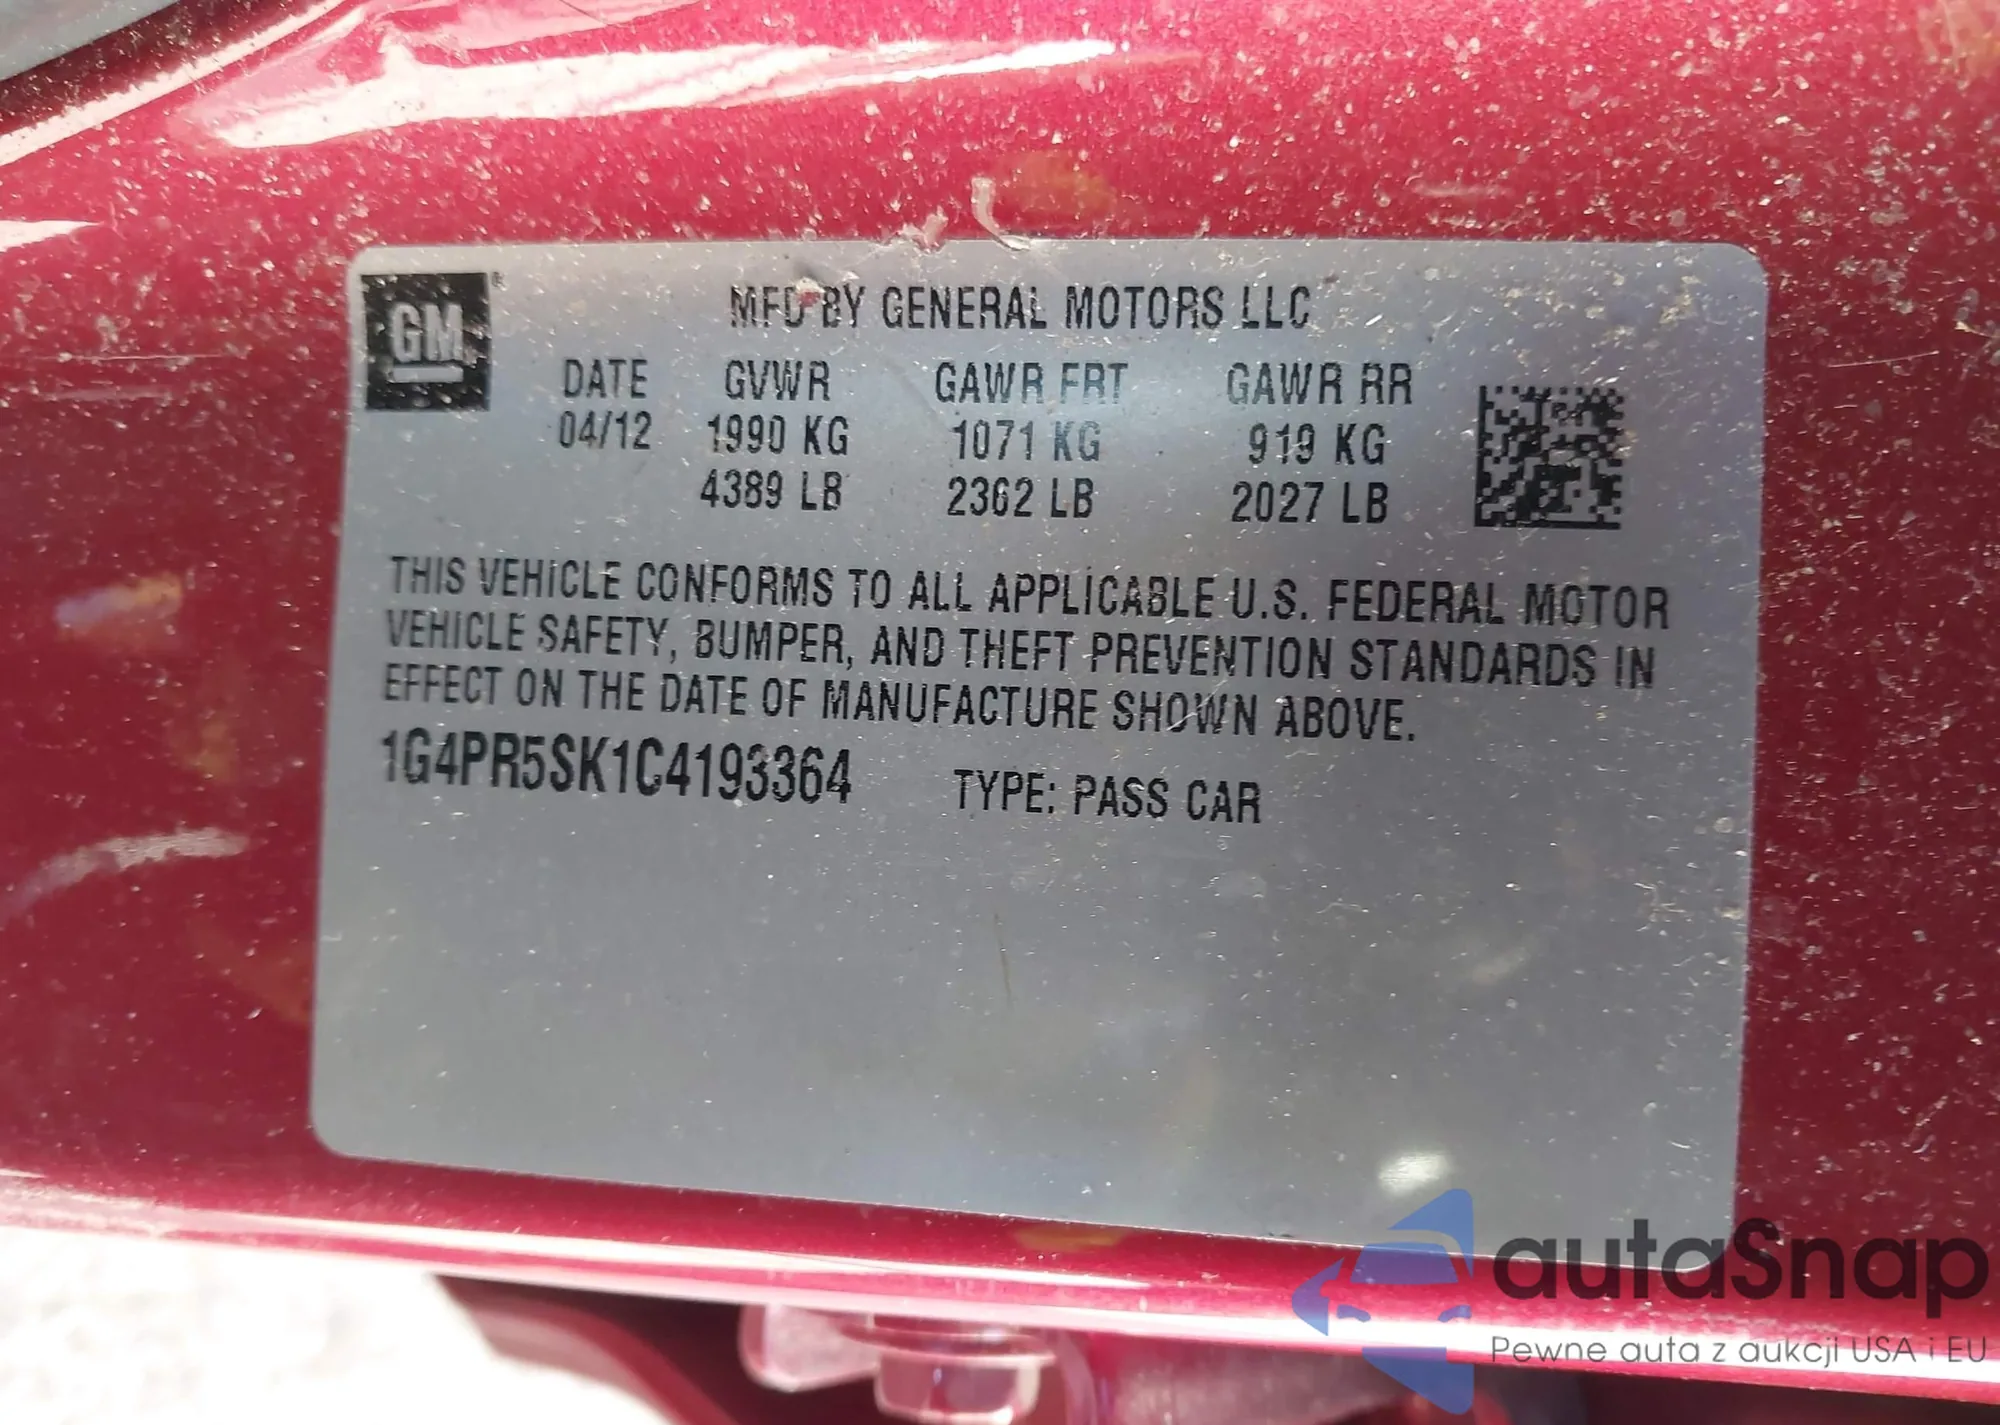 GM
MFD BY GENERAL MOTORS LLC
DATE GVWR GAWR FRT GAWR RR
04/12 1990 KG 1071 KG 919 KG
4389 LB 2362 LB 2027 LB
THIS VEHICLE CONFORMS TO ALL APPLICABLE U.S. FEDERAL MOTOR
VEHICLE SAFETY, BUMPER, AND THEFT PREVENTION STANDARDS IN
EFFECT ON THE DATE OF MANUFACTURE SHOWN ABOVE.
1G4PR5SK1C4193364 TYPE: PASS CAR
autaSnap
Pewne auta z aukcji USA i EU